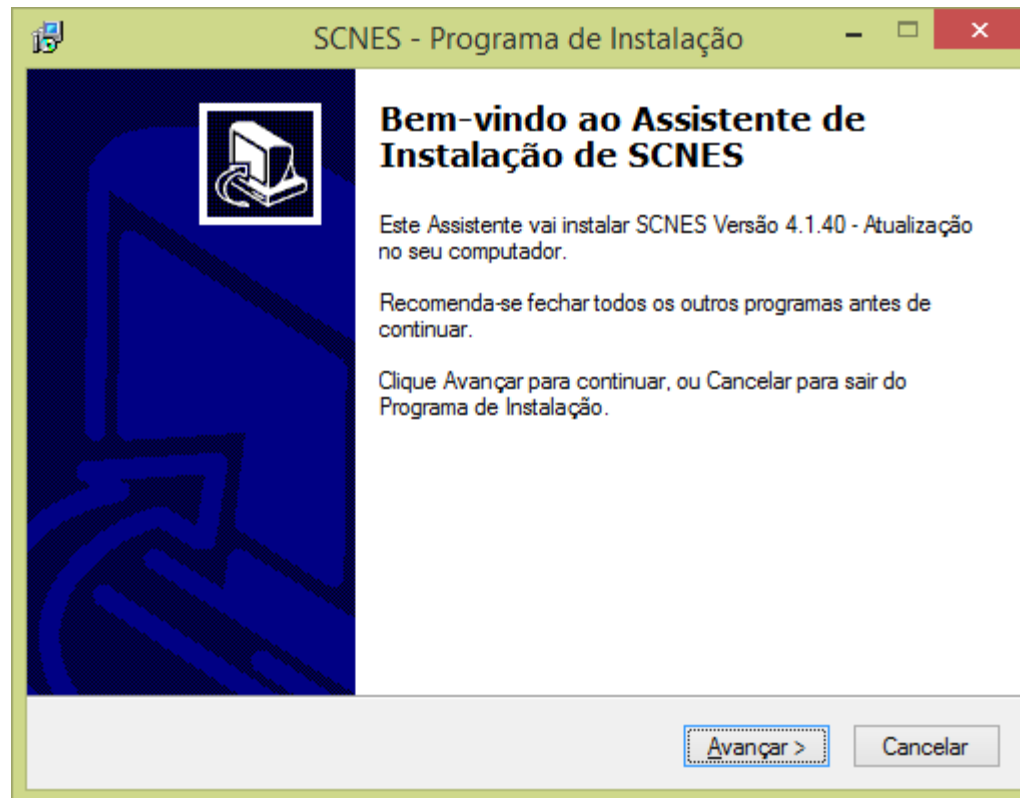 SCNES - Programa de Instalação
Bem-vindo ao Assistente de
Instalação de SCNES
Este Assistente vai instalar SCNES Versão 4.1.40 - Atualização
no seu computador.
Recomenda-se fechar todos os outros programas antes de
continuar.
Clique Avançar para continuar, ou Cancelar para sair do
Programa de Instalação.
Avançar > Cancelar